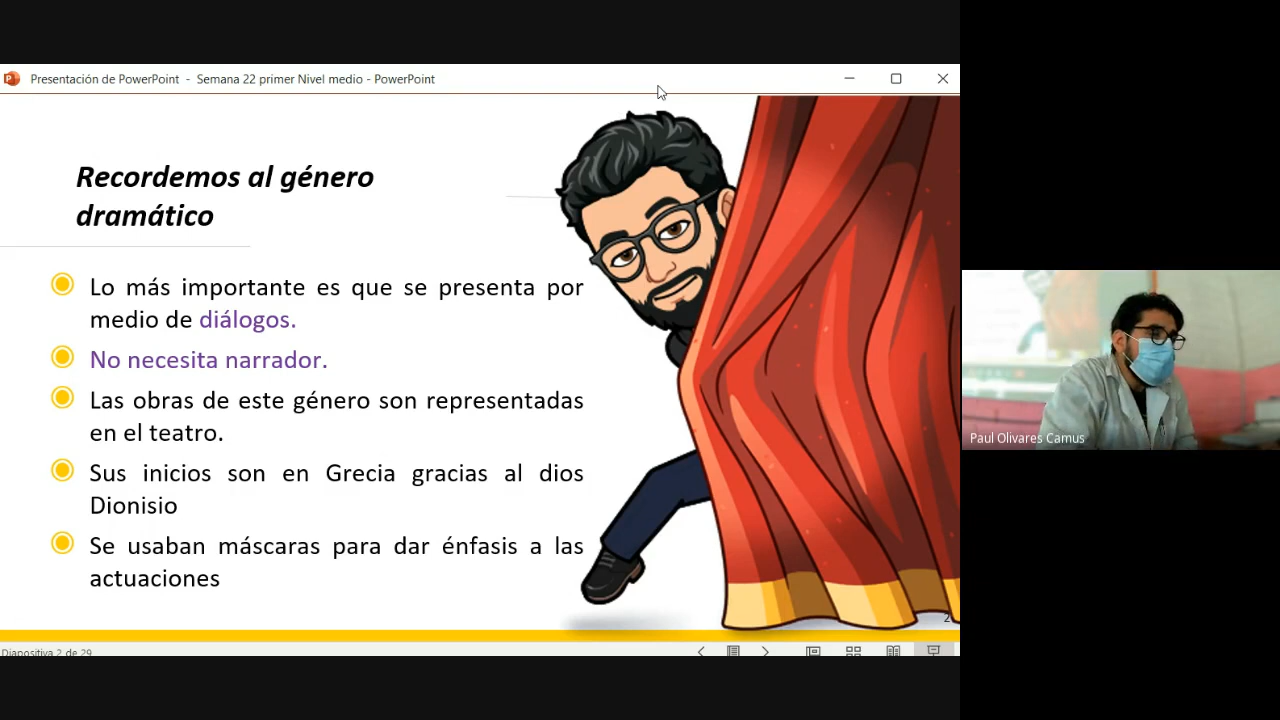 Presentación de PowerPoint - Semana 22 primer Nivel medio - PowerPoint
Recordemos al género
dramático
Lo más importante es que se presenta por
medio de diálogos.
No necesita narrador.
Las obras de este género son representadas
en el teatro.
Sus inicios son en Grecia gracias al dios
Dionisio
Se usaban máscaras para dar énfasis a las
actuaciones
2
Diapositiva 2 de 29
Paul Olivares Camus